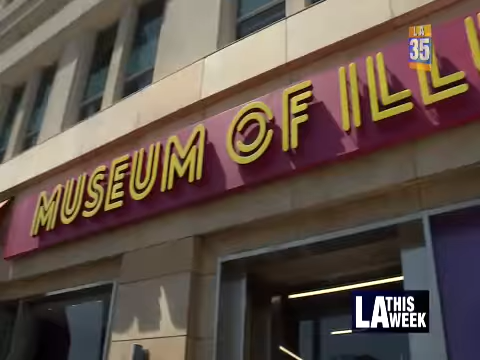 LA
35
MUSEUM OF ILL
LA THIS
WEEK